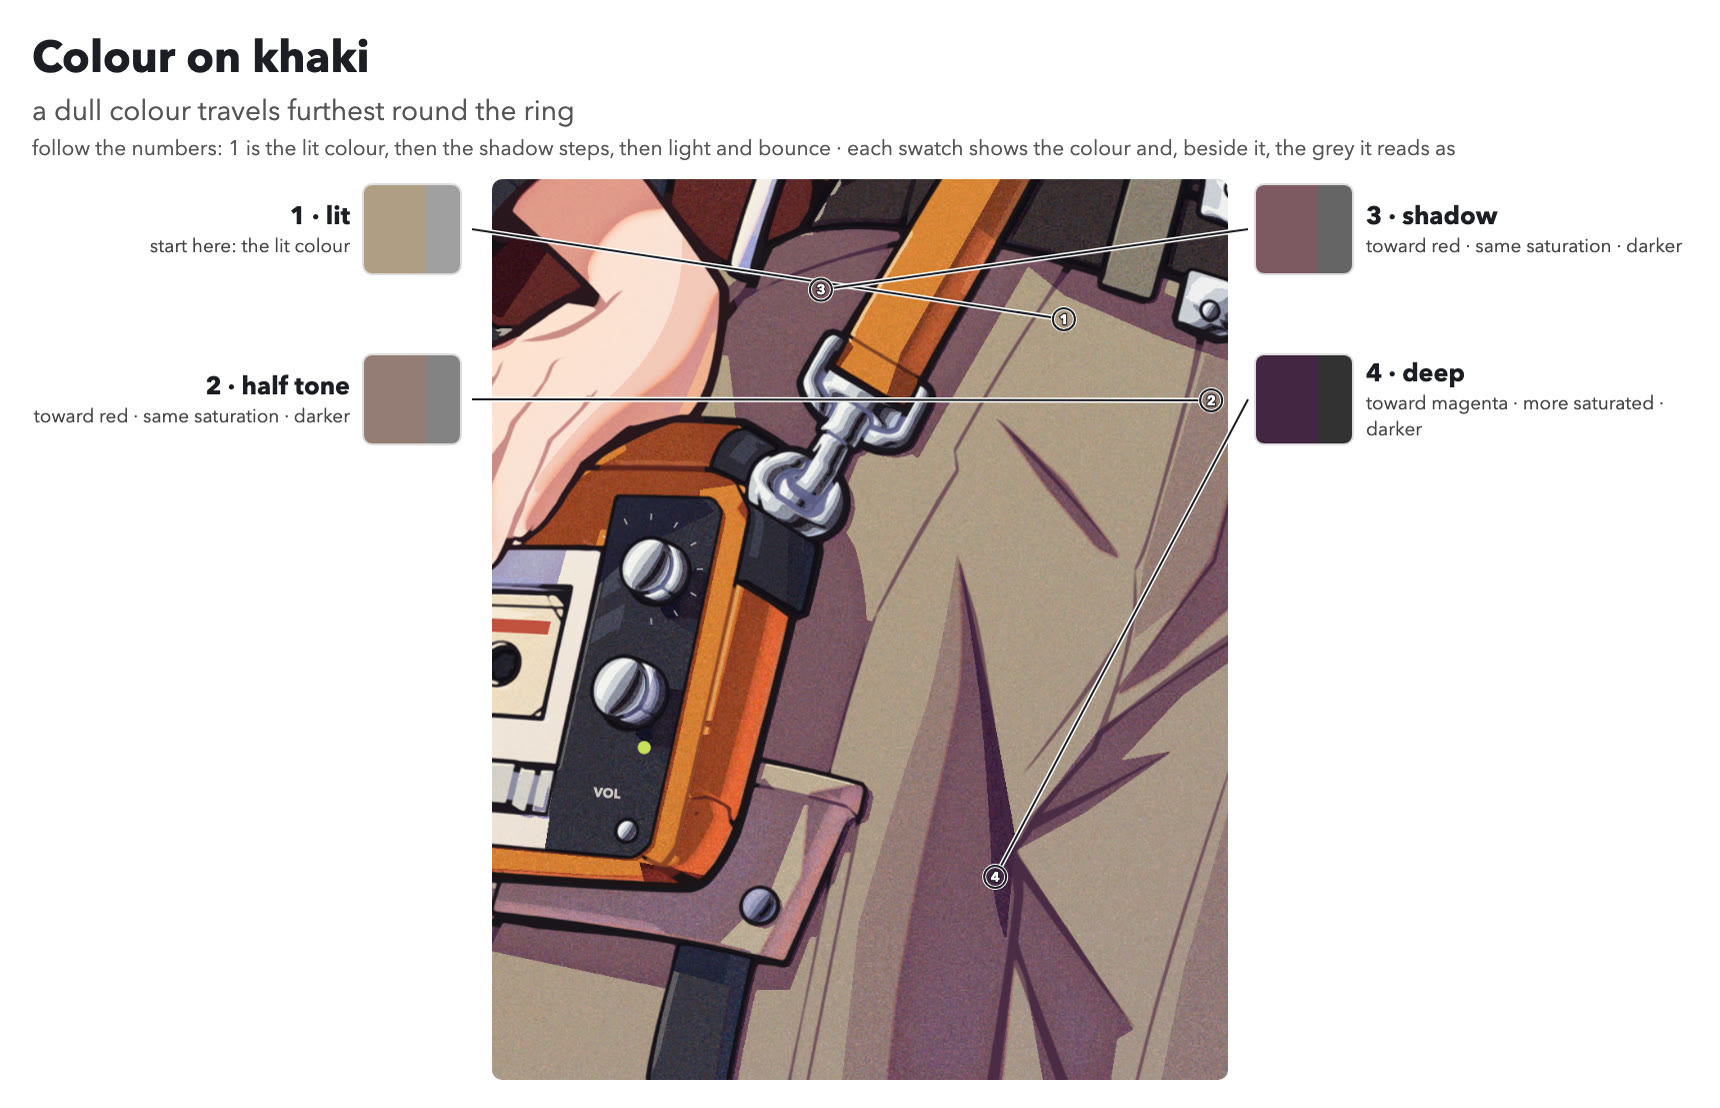 Colour on khaki
a dull colour travels furthest round the ring
follow the numbers: 1 is the lit colour, then the shadow steps, then light and bounce · each swatch shows the colour and, beside it, the grey it reads as
1 · lit
start here: the lit colour
2 · half tone
toward red · same saturation · darker
3 · shadow
toward red · same saturation · darker
4 · deep
toward magenta · more saturated ·
darker
3
1
2
VOL
4